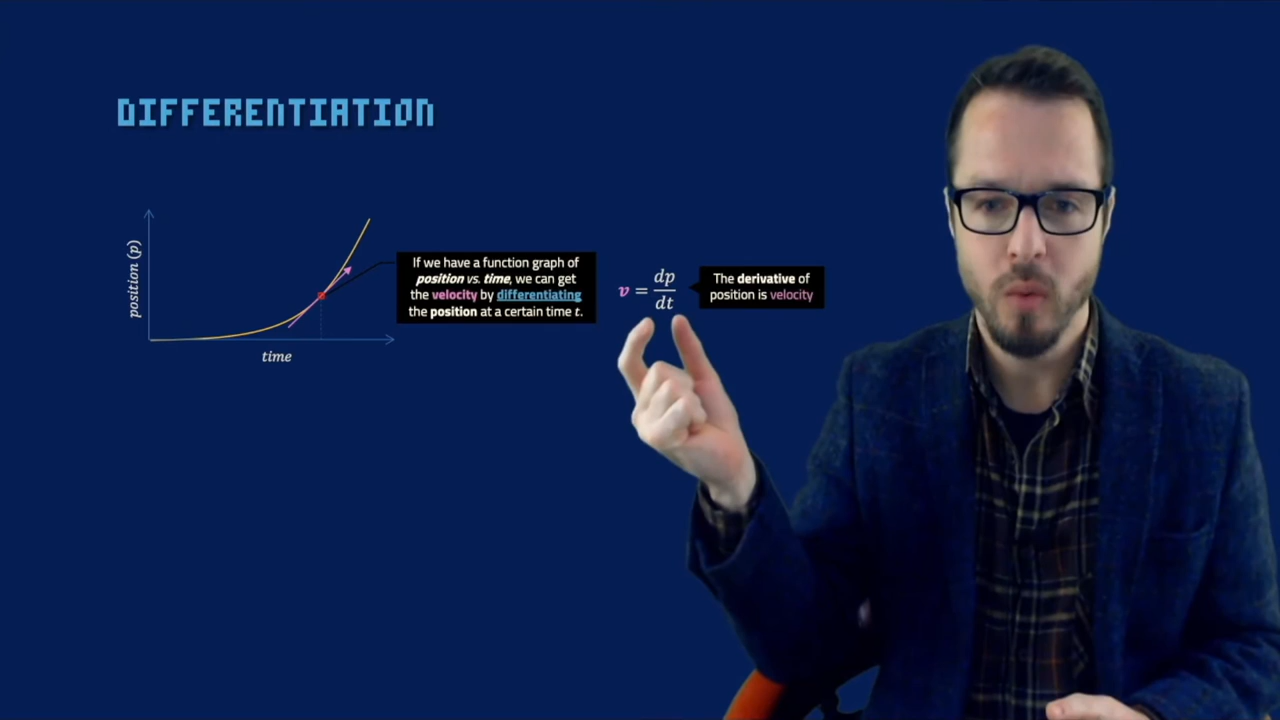 DIFFERENTIATION
position (p)
time
If we have a function graph of
position vs. time, we can get
the velocity by differentiating
the position at a certain time t.
v = dp/dt
The derivative of
position is velocity